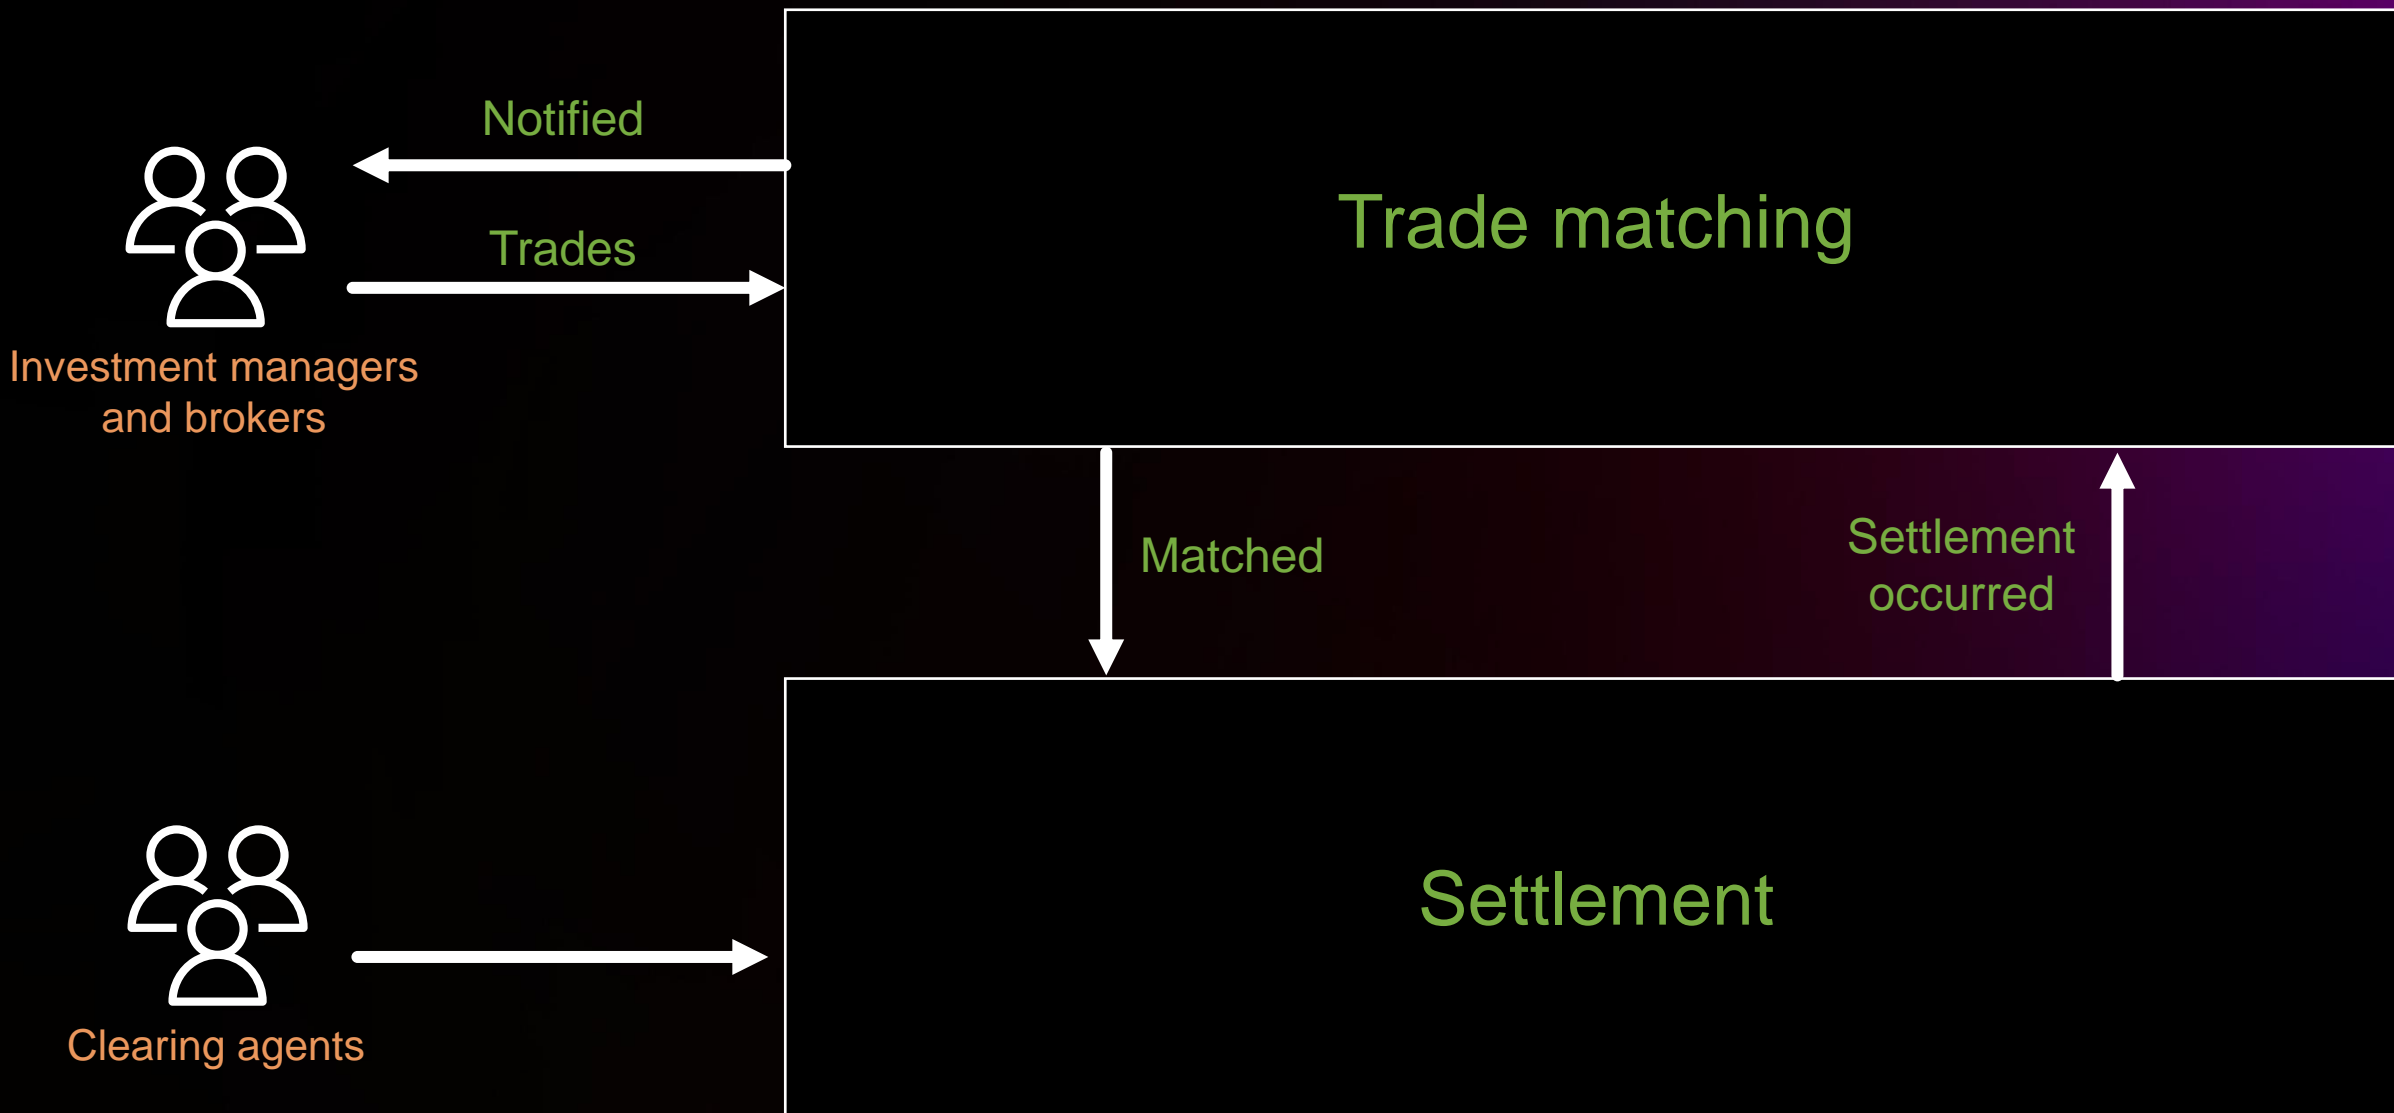 Notified
Trades
Trade matching
Investment managers
and brokers
Matched
Settlement
occurred
Settlement
Clearing agents